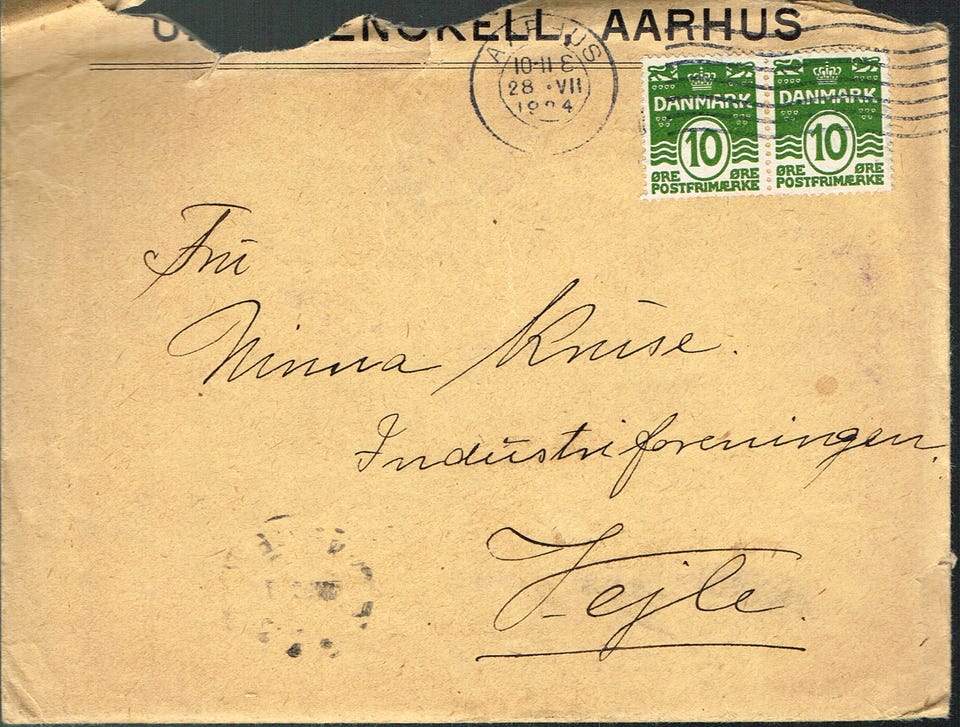 AARHUS
AARHUS
10-11 E
28 · VII
1924
DANMARK
10
ØRE ØRE
POSTFRIMÆRKE
DANMARK
10
ØRE ØRE
POSTFRIMÆRKE
Fru
Ninna Kruse.
Industriforeningen.
Vejle.